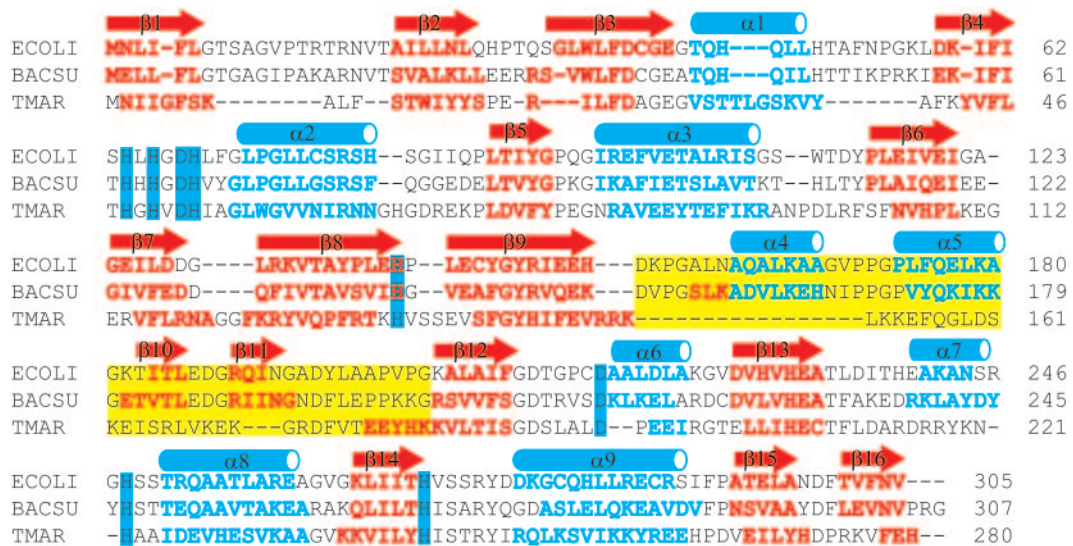 β1 β2 β3 α1 β4
ECOLI MNLI-FLGTSAGVPTRTRNVTAILLNLQHPTQSGLWLFDCGEGTQH---QLLHTAFNPGKLDK-IFI 62
BACSU MELL-FLGTGAGIPAKARNVTSVALKLLEERRS-VWLFDCGEATQH---QILHTTIKPRKIEK-IFI 61
TMAR MNIIGFSK-------ALF--STWIYYSPE--R---ILFDAGEGVSTTLGSKVY-----AFKYVFL 46
α2 β5 α3 β6
ECOLI SHLHGDHLFGLPGLLCSRSH--SGIIQPLTIYGPQGIREFVETALRISGS--WTDYPLEIVEIGA- 123
BACSU THHHGDHVYGLPGLLGSRSF--QGGEDELTVYGPKGIKAFIETSLAVTKT--HLTYPLAIQEIEE- 122
TMAR THGHVDHIAGLWGVVNIRNNGHGDREKPLDVFYPEGNRAVEEYTEFIKRANPDLRFSFNVHPLKEG 112
β7 β8 β9 α4 α5
ECOLI GEILDDG----LRKVTAYPLEHP--LECYGYRIEEH-DKPGALNAQALKAAGVPPGPLFQELKA 180
BACSU GIVFEDD----QFIVTAVSVIHG--VEAFGYRVQEK-DVPGSLKADVLKEHNIPPGPVYQKIKK 179
TMAR ERVFLRNAGGFKRYVQPFRTKHVSSEVSFGYHIFEVRRK----------------LKKEFQGLDS 161
β10 β11 β12 α6 β13 α7
ECOLI GKTITLEDGRQINGADYLAAPVPGKALAIFGDTGPCDAALDLAKGVDVHVHEATLDITHEAKANSR 246
BACSU GETVTLEDGRIINGNDFLEPPKKGRSVVFSGDTRVSDKLKELARDCDVLVHEATFAKEDRKLAYDY 245
TMAR KEISRLVKEK---GRDFVTEEYHKKVLTISGDSLALD--PEEIRGTELLIHECTFLDARDRRYKN- 221
α8 β14 α9 β15 β16
ECOLI GHSSTRQAATLAREAGVGKLIITHVSSRYDDKGCQHLLRECRSIFPATELANDFTVFNV--- 305
BACSU YHSTTEQAAVTAKEARAKQLILTHISARYQGDASLELQKEAVDVFPNSVAAYDFLEVNVPRG 307
TMAR -HAAIDEVHESVKAAGVKKVILYHISTRYIRQLKSVIKKYREEHPDVEILYHDPRKVFEH-- 280